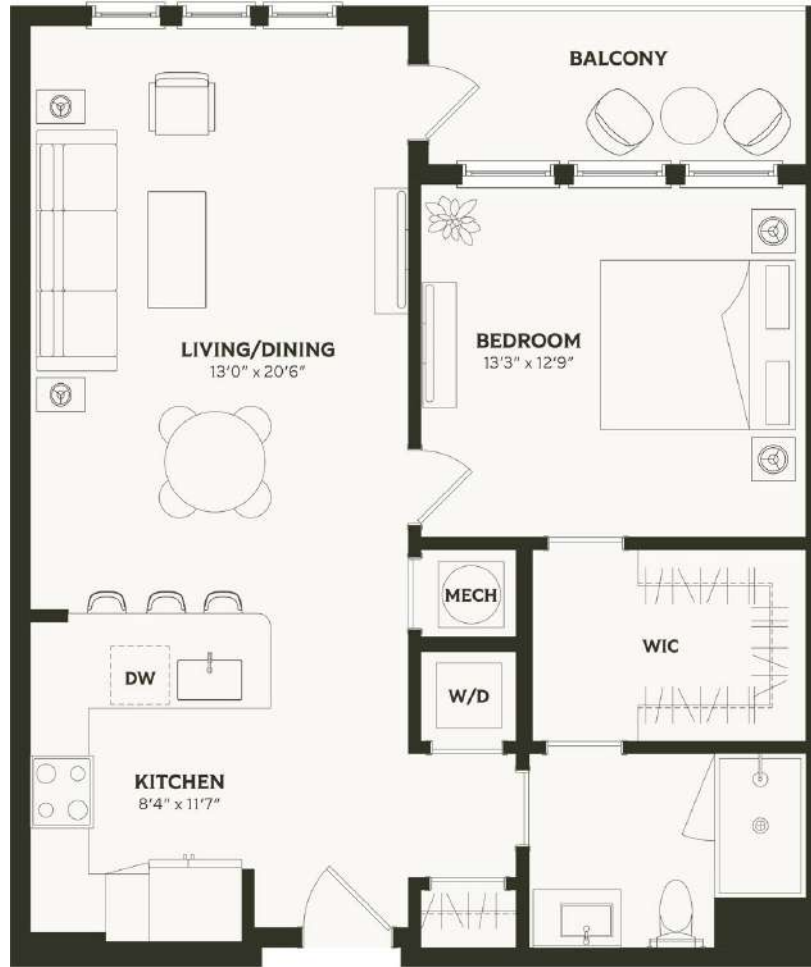 BALCONY
LIVING/DINING
13'0" x 20'6"
BEDROOM
13'3" x 12'9"
MECH
WIC
DW
W/D
KITCHEN
8'4" x 11'7"